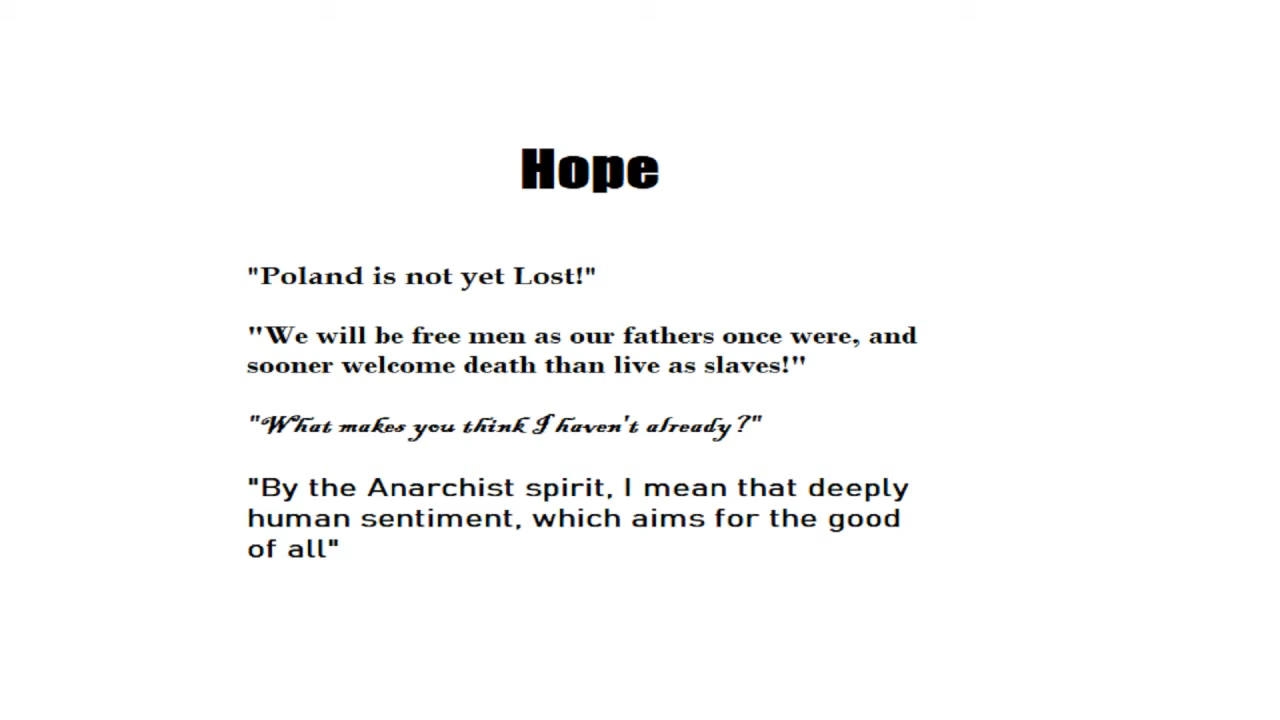 Hope
"Poland is not yet Lost!"
"We will be free men as our fathers once were, and
sooner welcome death than live as slaves!"
"What makes you think I haven't already?"
"By the Anarchist spirit, I mean that deeply
human sentiment, which aims for the good
of all"